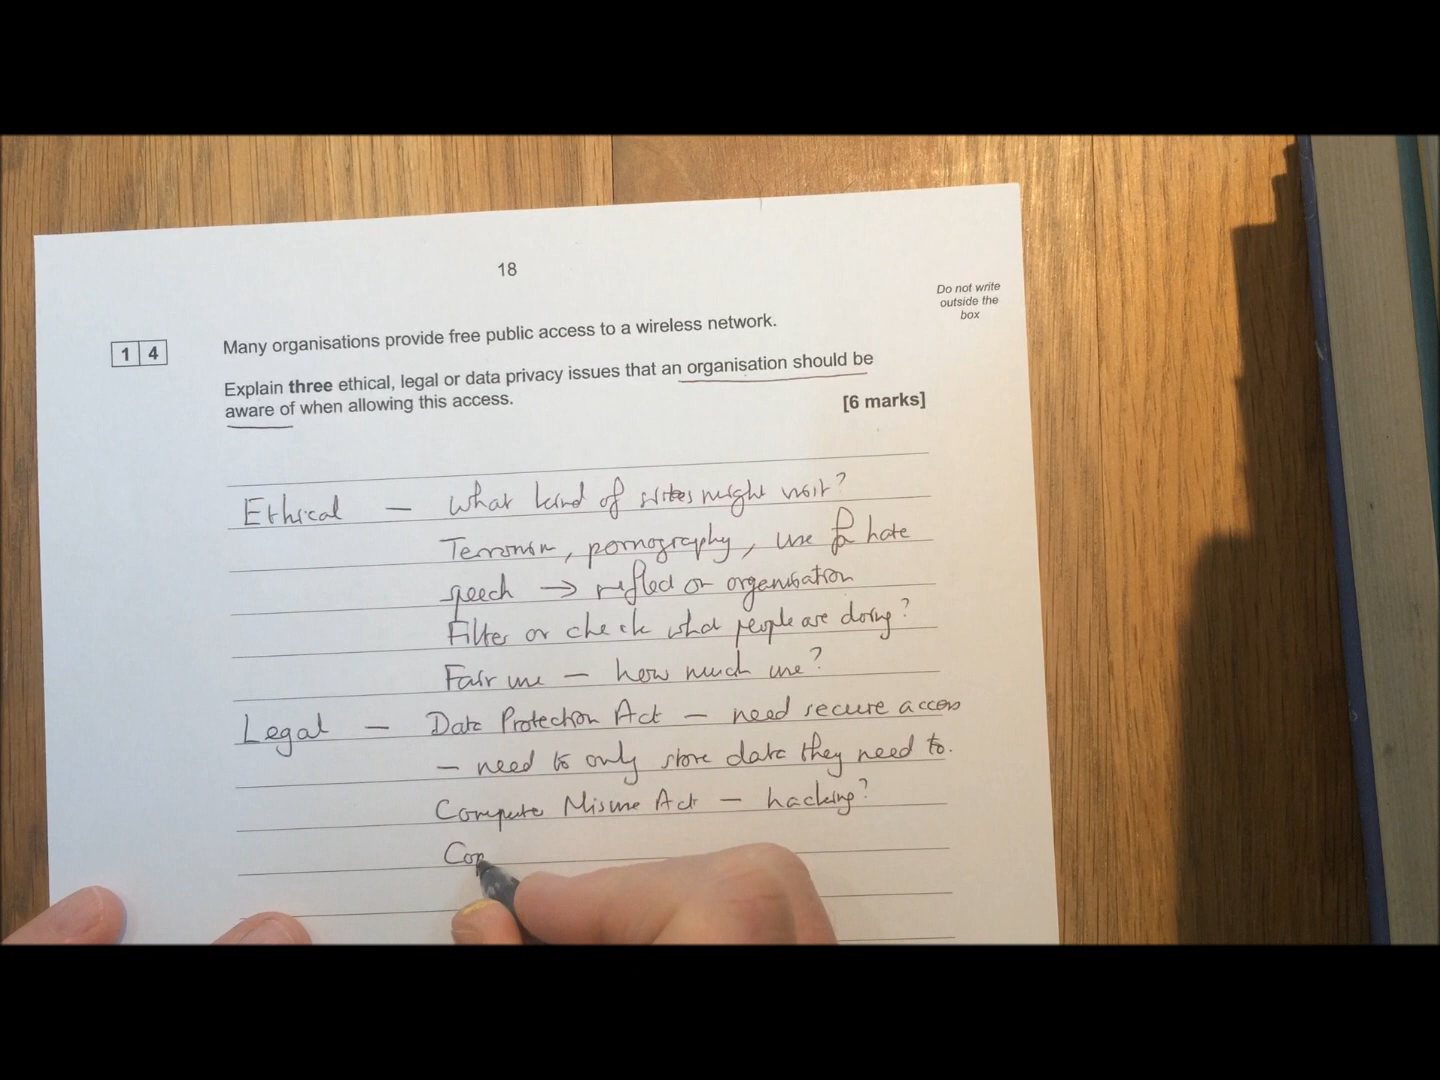 18
Do not write
outside the
box
1 4
Many organisations provide free public access to a wireless network.
Explain three ethical, legal or data privacy issues that an organisation should be
aware of when allowing this access.
[6 marks]
Ethical — What kind of sites might visit?
Terrorism, pornography, use for hate
speech → reflect on organisation
Filter or check what people are doing?
Fair use — how much use?
Legal — Data Protection Act — need secure access
— need to only store data they need to.
Computer Misuse Act — hacking?
Cop